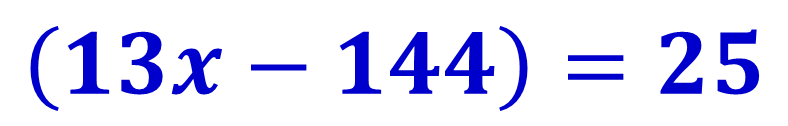 (13x − 144) = 25